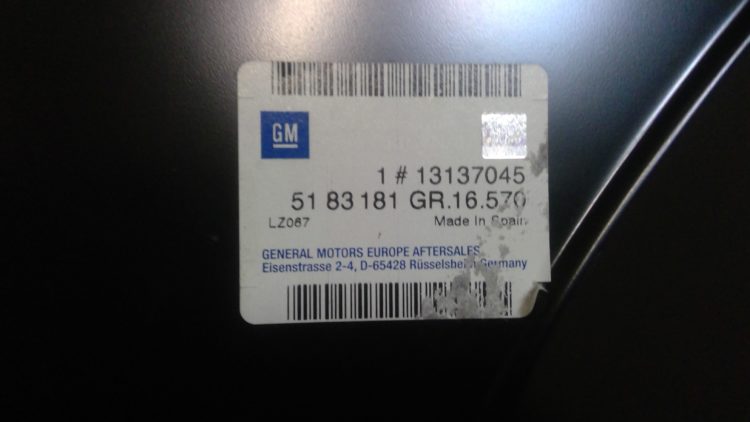 GM
1 # 13137045
51 83 181 GR.16.570
LZ067
Made In Spain
GENERAL MOTORS EUROPE AFTERSALES
Eisenstrasse 2-4, D-65428 Rüsselsheim Germany